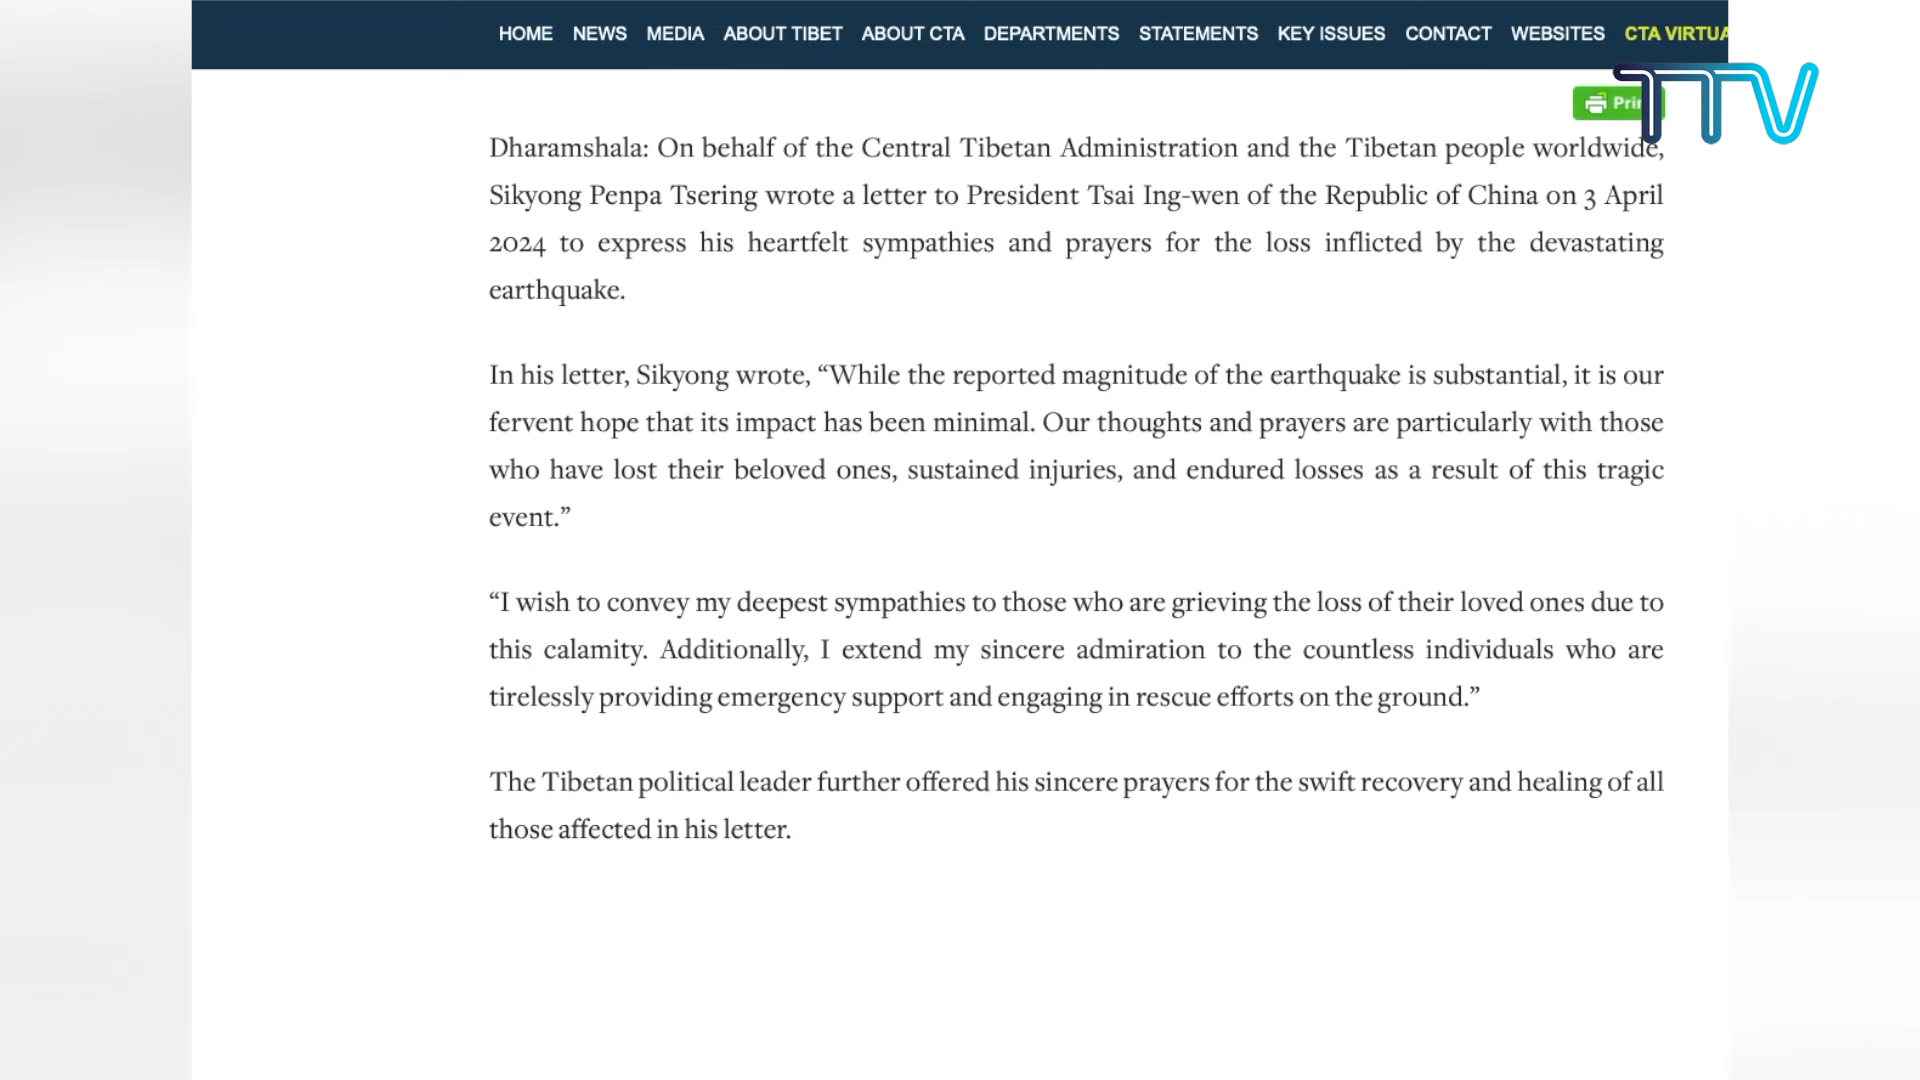 HOME NEWS MEDIA ABOUT TIBET ABOUT CTA DEPARTMENTS STATEMENTS KEY ISSUES CONTACT WEBSITES CTA
TTV
Dharamshala: On behalf of the Central Tibetan Administration and the Tibetan people worldwide,
Sikyong Penpa Tsering wrote a letter to President Tsai Ing-wen of the Republic of China on 3 April
2024 to express his heartfelt sympathies and prayers for the loss inflicted by the devastating
earthquake.
In his letter, Sikyong wrote, “While the reported magnitude of the earthquake is substantial, it is our
fervent hope that its impact has been minimal. Our thoughts and prayers are particularly with those
who have lost their beloved ones, sustained injuries, and endured losses as a result of this tragic
event.”
“I wish to convey my deepest sympathies to those who are grieving the loss of their loved ones due to
this calamity. Additionally, I extend my sincere admiration to the countless individuals who are
tirelessly providing emergency support and engaging in rescue efforts on the ground.”
The Tibetan political leader further offered his sincere prayers for the swift recovery and healing of all
those affected in his letter.